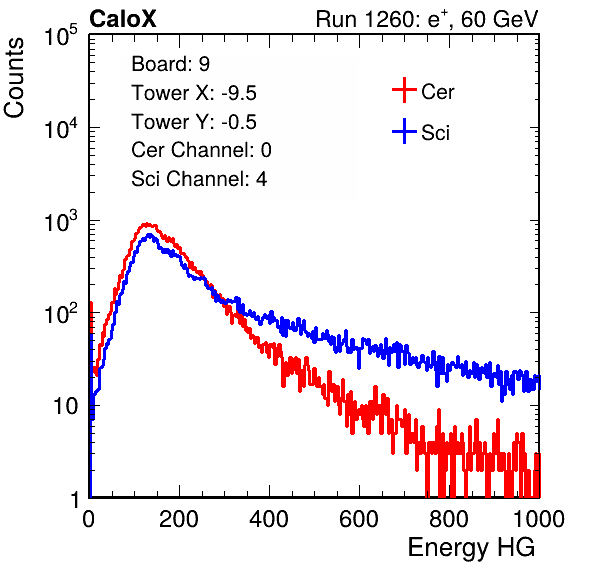 CaloX Run 1260: e⁺, 60 GeV
Counts
10⁵
10⁴
10³
10²
10
1
Board: 9
Tower X: -9.5
Tower Y: -0.5
Cer Channel: 0
Sci Channel: 4
Cer
Sci
0 200 400 600 800 1000
Energy HG